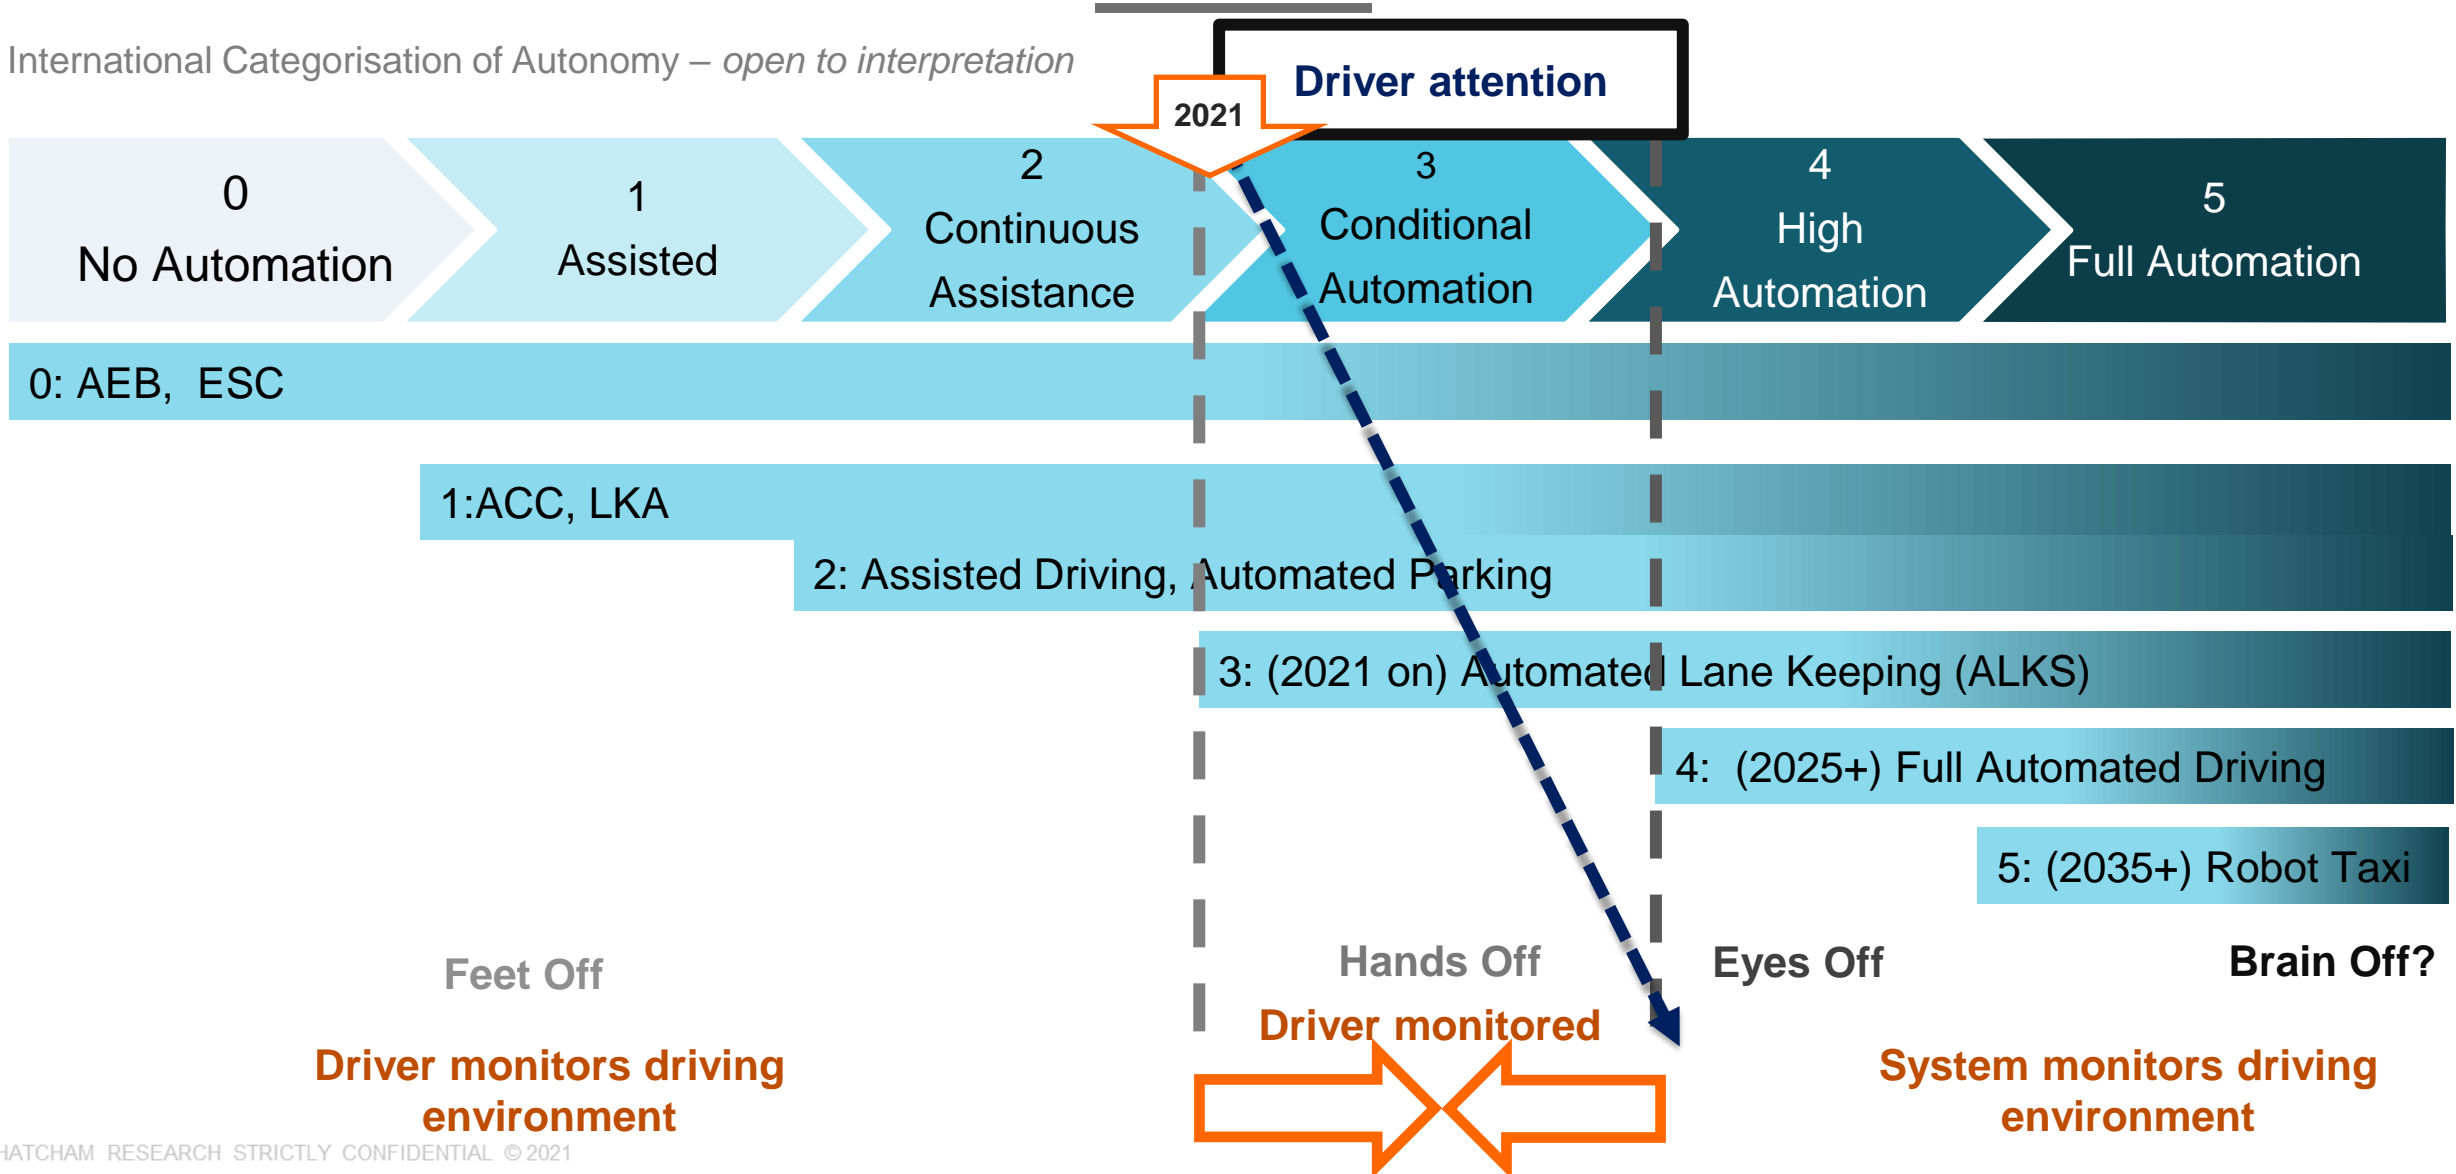 International Categorisation of Autonomy – open to interpretation
Driver attention
2021
0
No Automation
1
Assisted
2
Continuous
Assistance
3
Conditional
Automation
4
High
Automation
5
Full Automation
0: AEB, ESC
1:ACC, LKA
2: Assisted Driving, Automated Parking
3: (2021 on) Automated Lane Keeping (ALKS)
4: (2025+) Full Automated Driving
5: (2035+) Robot Taxi
Feet Off
Hands Off
Eyes Off
Brain Off?
Driver monitors driving
environment
Driver monitored
System monitors driving
environment
HATCHAM RESEARCH STRICTLY CONFIDENTIAL © 2021